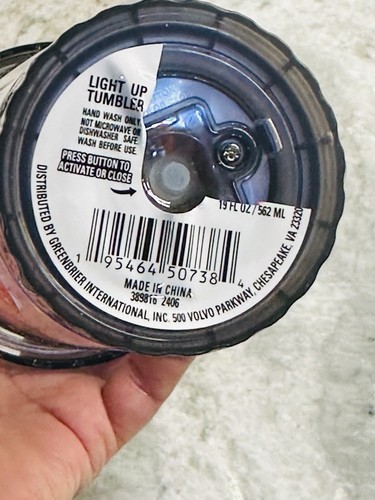 LIGHT UP
TUMBLER
HAND WASH ONLY
NOT MICROWAVE OR
DISHWASHER SAFE.
WASH BEFORE USE.
PRESS BUTTON TO
ACTIVATE OR CLOSE
19 FL OZ / 562 ML
1 95464 50738 4
MADE IN CHINA
389816 2406
DISTRIBUTED BY GREENBRIER INTERNATIONAL, INC. 500 VOLVO PARKWAY, CHESAPEAKE, VA 23320